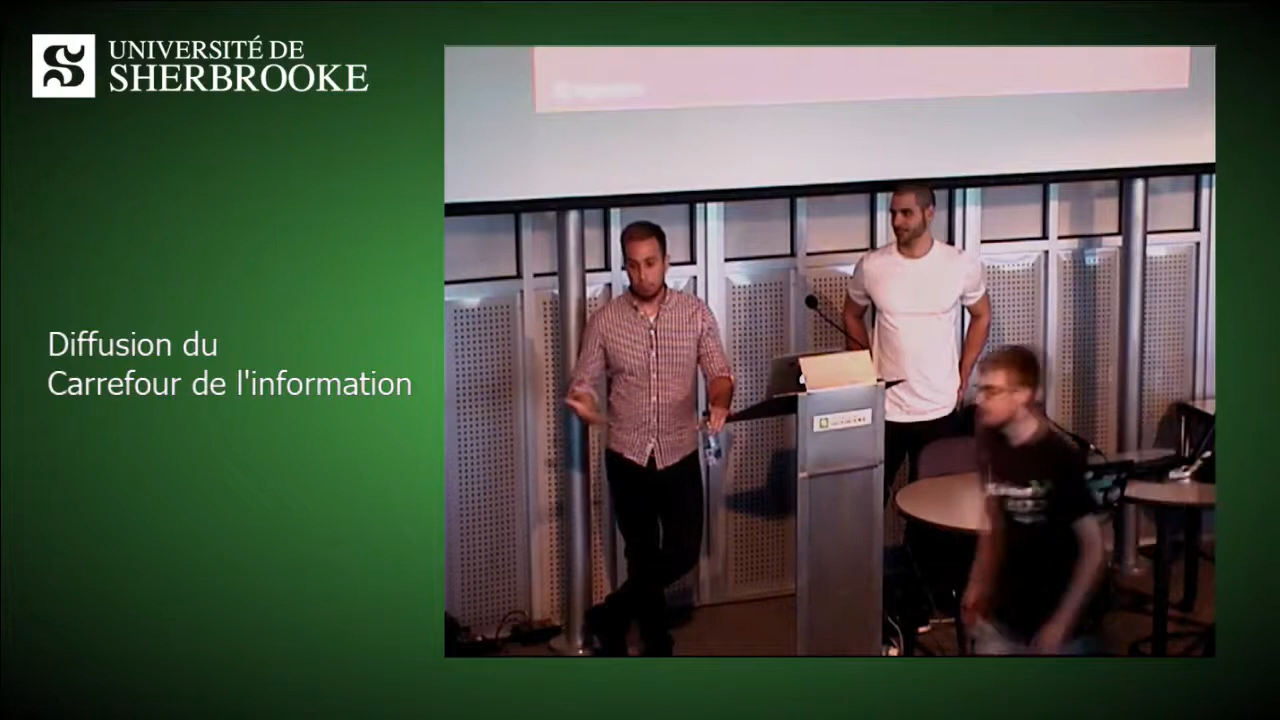 UNIVERSITÉ DE
SHERBROOKE
Diffusion du
Carrefour de l'information